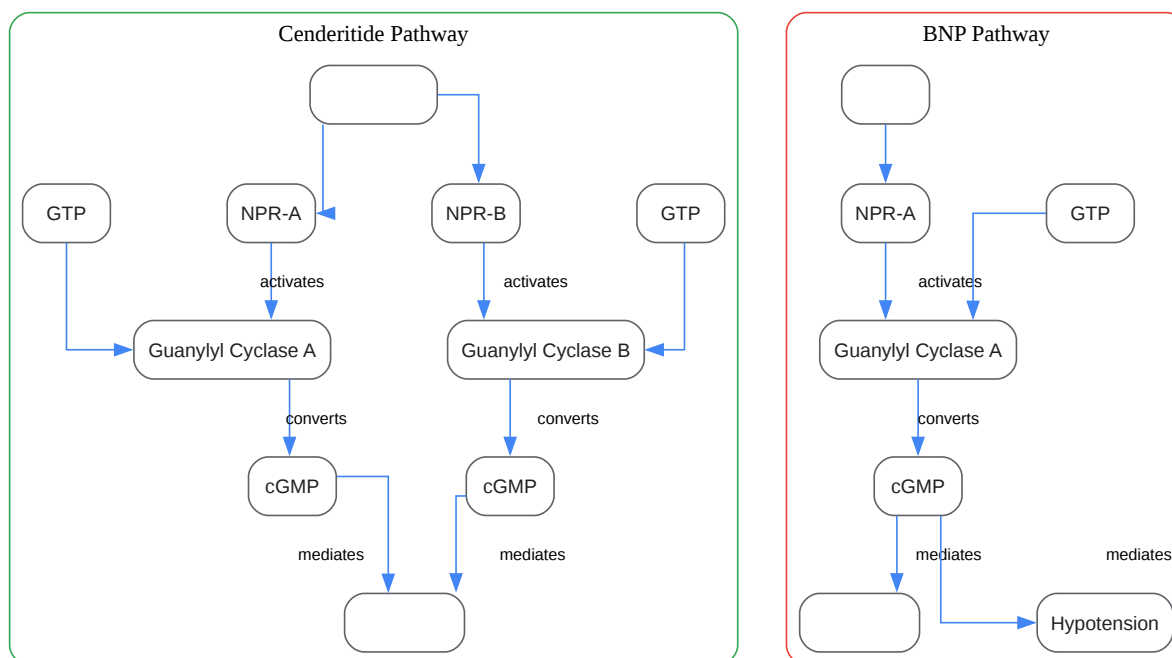 Cenderitide Pathway
GTP
NPR-A
NPR-B
GTP
activates
activates
Guanylyl Cyclase A
Guanylyl Cyclase B
converts
converts
cGMP
cGMP
mediates
mediates
BNP Pathway
NPR-A
GTP
activates
Guanylyl Cyclase A
converts
cGMP
mediates
mediates
Hypotension